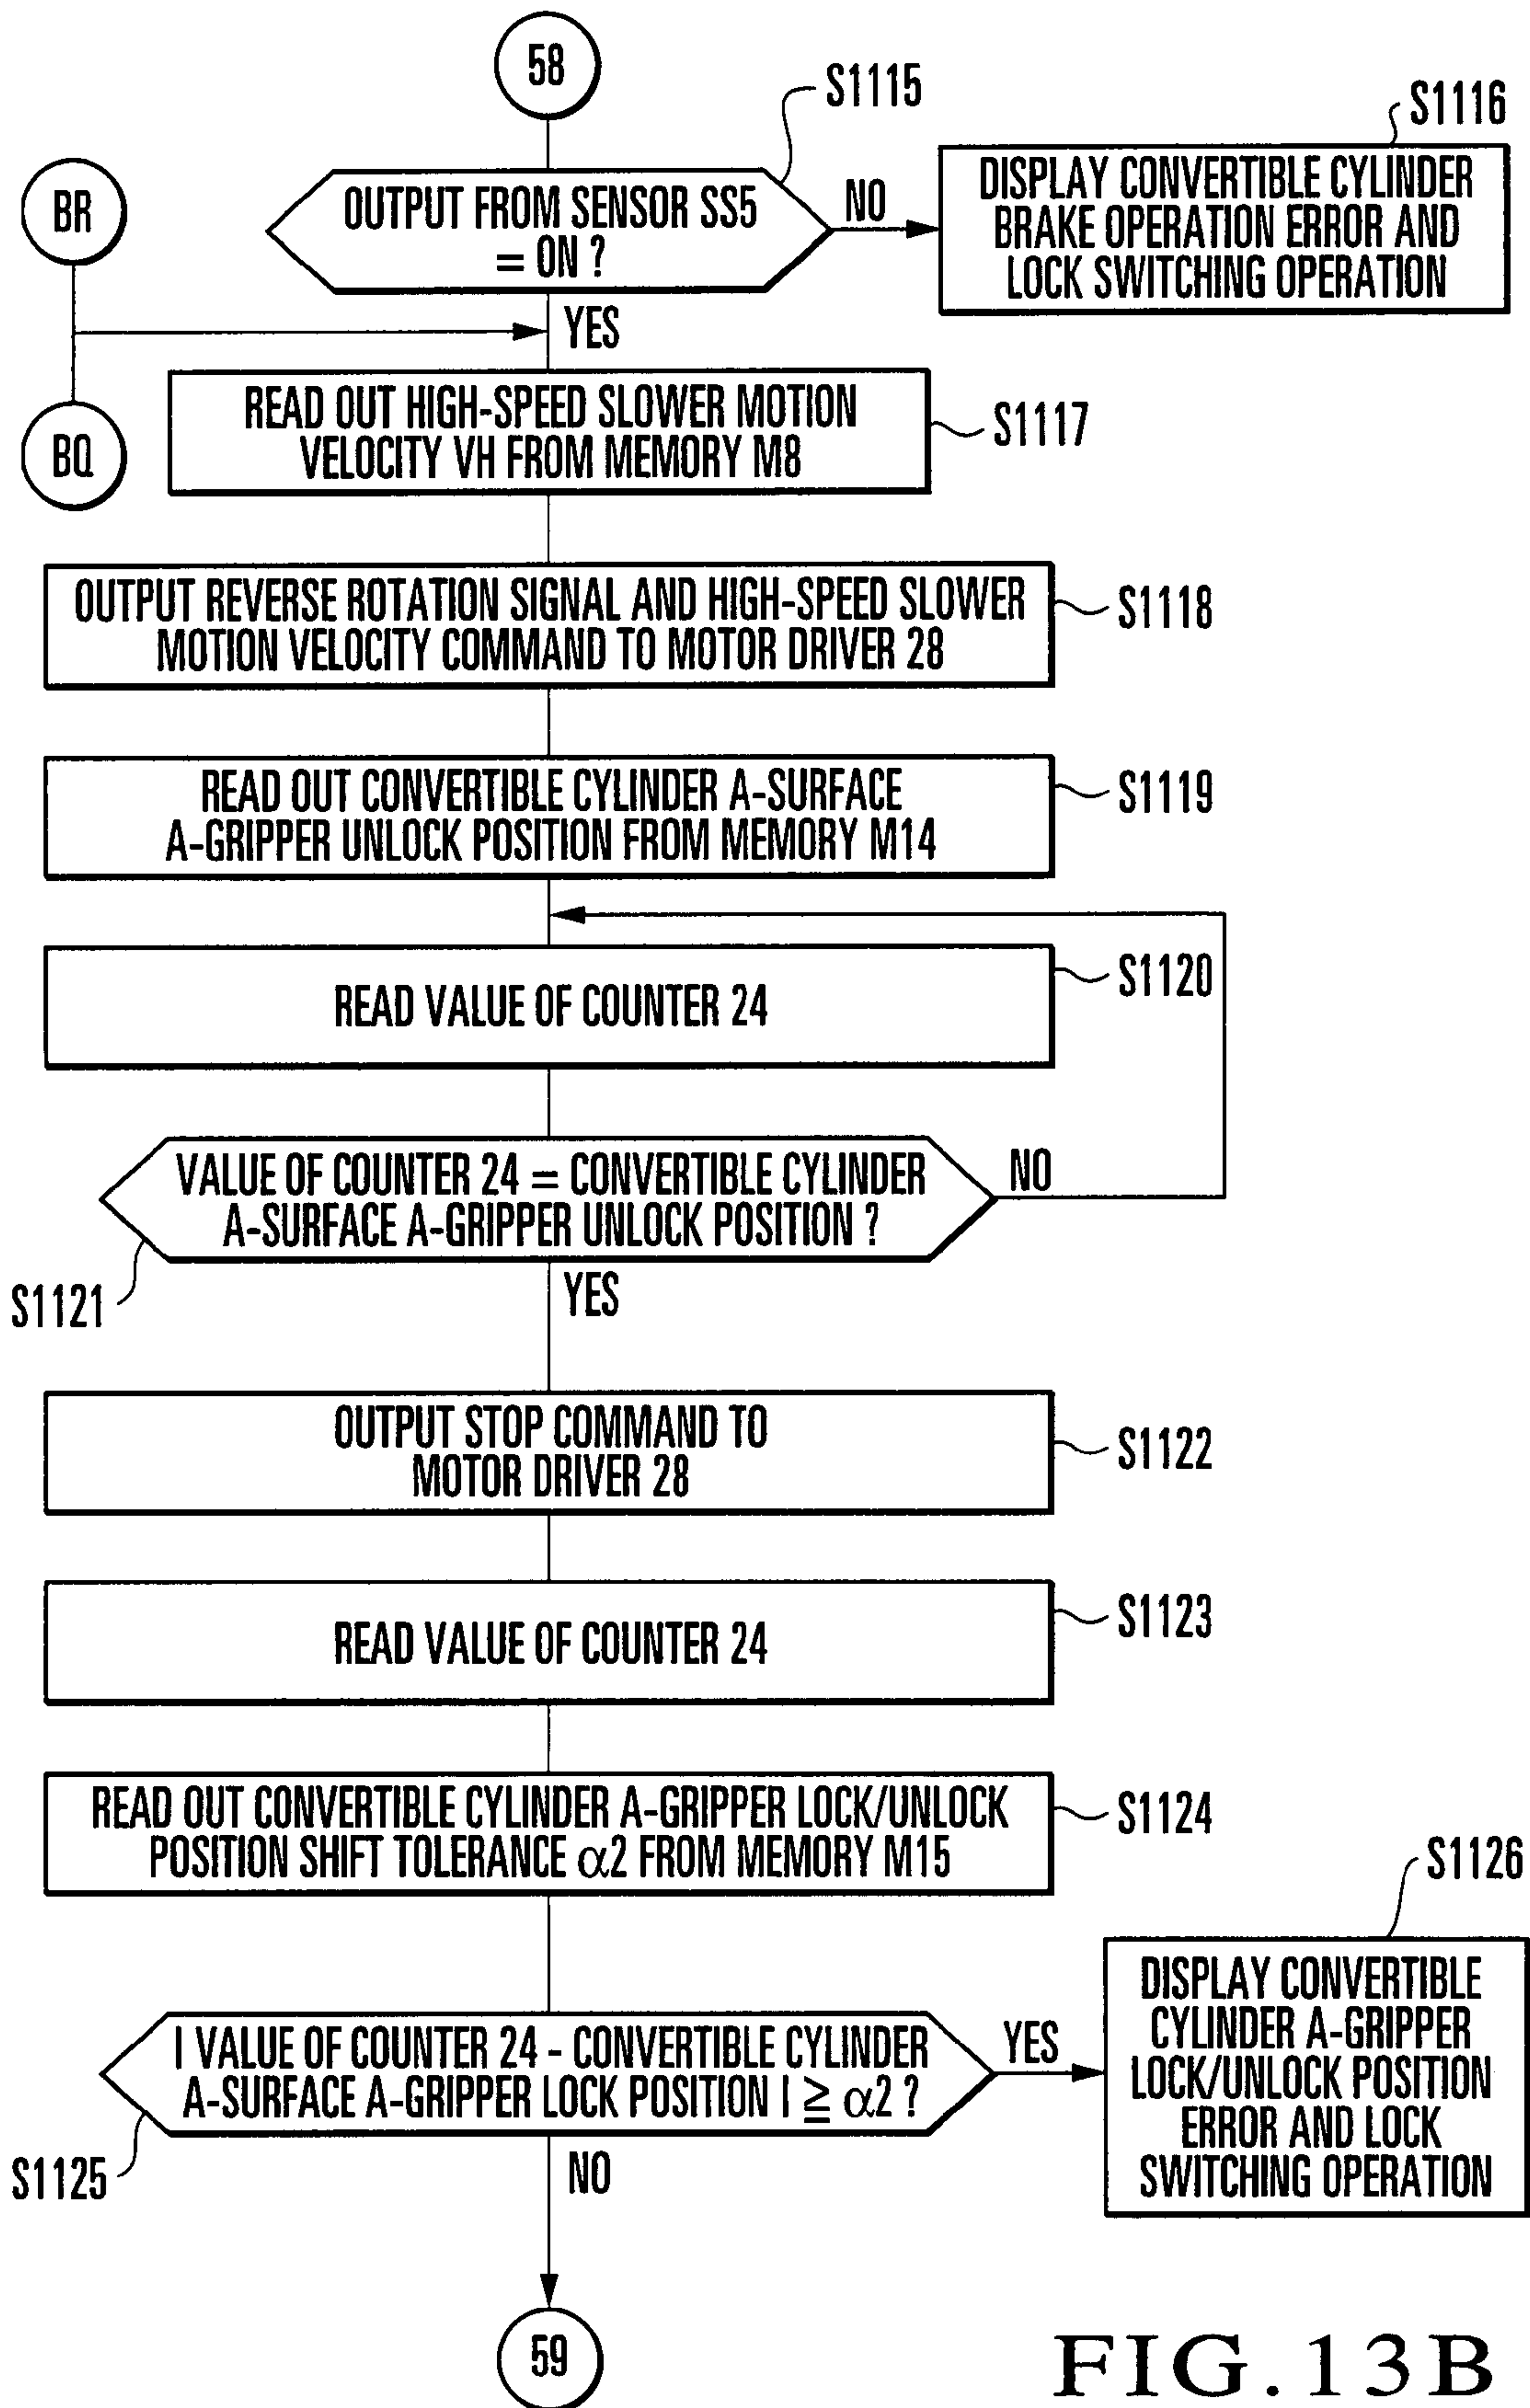 58
S1115
S1116
BR
OUTPUT FROM SENSOR SS5
= ON ?
NO
DISPLAY CONVERTIBLE CYLINDER
BRAKE OPERATION ERROR AND
LOCK SWITCHING OPERATION
YES
BQ
READ OUT HIGH-SPEED SLOWER MOTION
VELOCITY VH FROM MEMORY M8
S1117
OUTPUT REVERSE ROTATION SIGNAL AND HIGH-SPEED SLOWER
MOTION VELOCITY COMMAND TO MOTOR DRIVER 28
S1118
READ OUT CONVERTIBLE CYLINDER A-SURFACE
A-GRIPPER UNLOCK POSITION FROM MEMORY M14
S1119
READ VALUE OF COUNTER 24
S1120
VALUE OF COUNTER 24 = CONVERTIBLE CYLINDER
A-SURFACE A-GRIPPER UNLOCK POSITION ?
NO
S1121
YES
OUTPUT STOP COMMAND TO
MOTOR DRIVER 28
S1122
READ VALUE OF COUNTER 24
S1123
READ OUT CONVERTIBLE CYLINDER A-GRIPPER LOCK/UNLOCK
POSITION SHIFT TOLERANCE α2 FROM MEMORY M15
S1124
S1126
I VALUE OF COUNTER 24 - CONVERTIBLE CYLINDER
A-SURFACE A-GRIPPER LOCK POSITION I ≧ α2 ?
YES
DISPLAY CONVERTIBLE
CYLINDER A-GRIPPER
LOCK/UNLOCK POSITION
ERROR AND LOCK
SWITCHING OPERATION
S1125
NO
59
FIG.13B